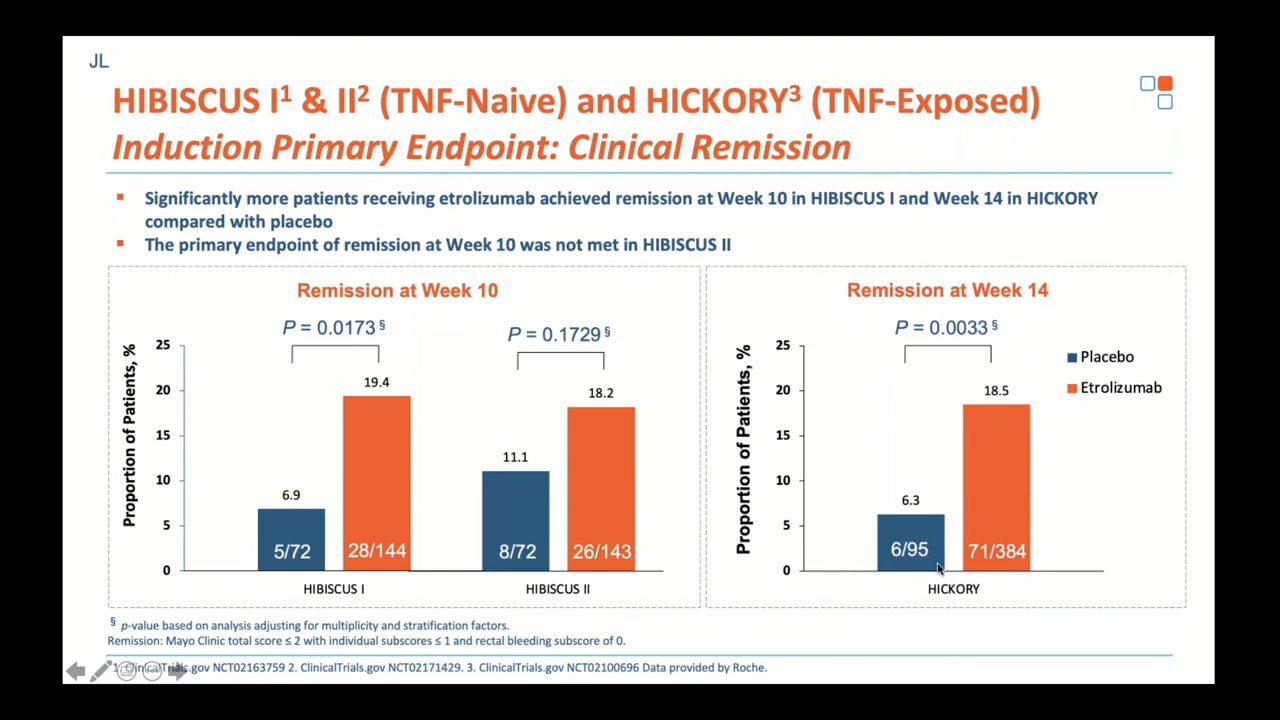 JL
HIBISCUS I¹ & II² (TNF-Naive) and HICKORY³ (TNF-Exposed)
Induction Primary Endpoint: Clinical Remission
▪ Significantly more patients receiving etrolizumab achieved remission at Week 10 in HIBISCUS I and Week 14 in HICKORY
compared with placebo
▪ The primary endpoint of remission at Week 10 was not met in HIBISCUS II
Remission at Week 10
P = 0.0173 §
P = 0.1729 §
Proportion of Patients, %
25
20
15
10
5
0
6.9
19.4
11.1
18.2
5/72
28/144
8/72
26/143
HIBISCUS I
HIBISCUS II
Remission at Week 14
P = 0.0033 §
Proportion of Patients, %
25
20
15
10
5
0
6.3
18.5
6/95
71/384
HICKORY
Placebo
Etrolizumab
§ p-value based on analysis adjusting for multiplicity and stratification factors.
Remission: Mayo Clinic total score ≤ 2 with individual subscores ≤ 1 and rectal bleeding subscore of 0.
1. ClinicalTrials.gov NCT02163759 2. ClinicalTrials.gov NCT02171429. 3. ClinicalTrials.gov NCT02100696 Data provided by Roche.